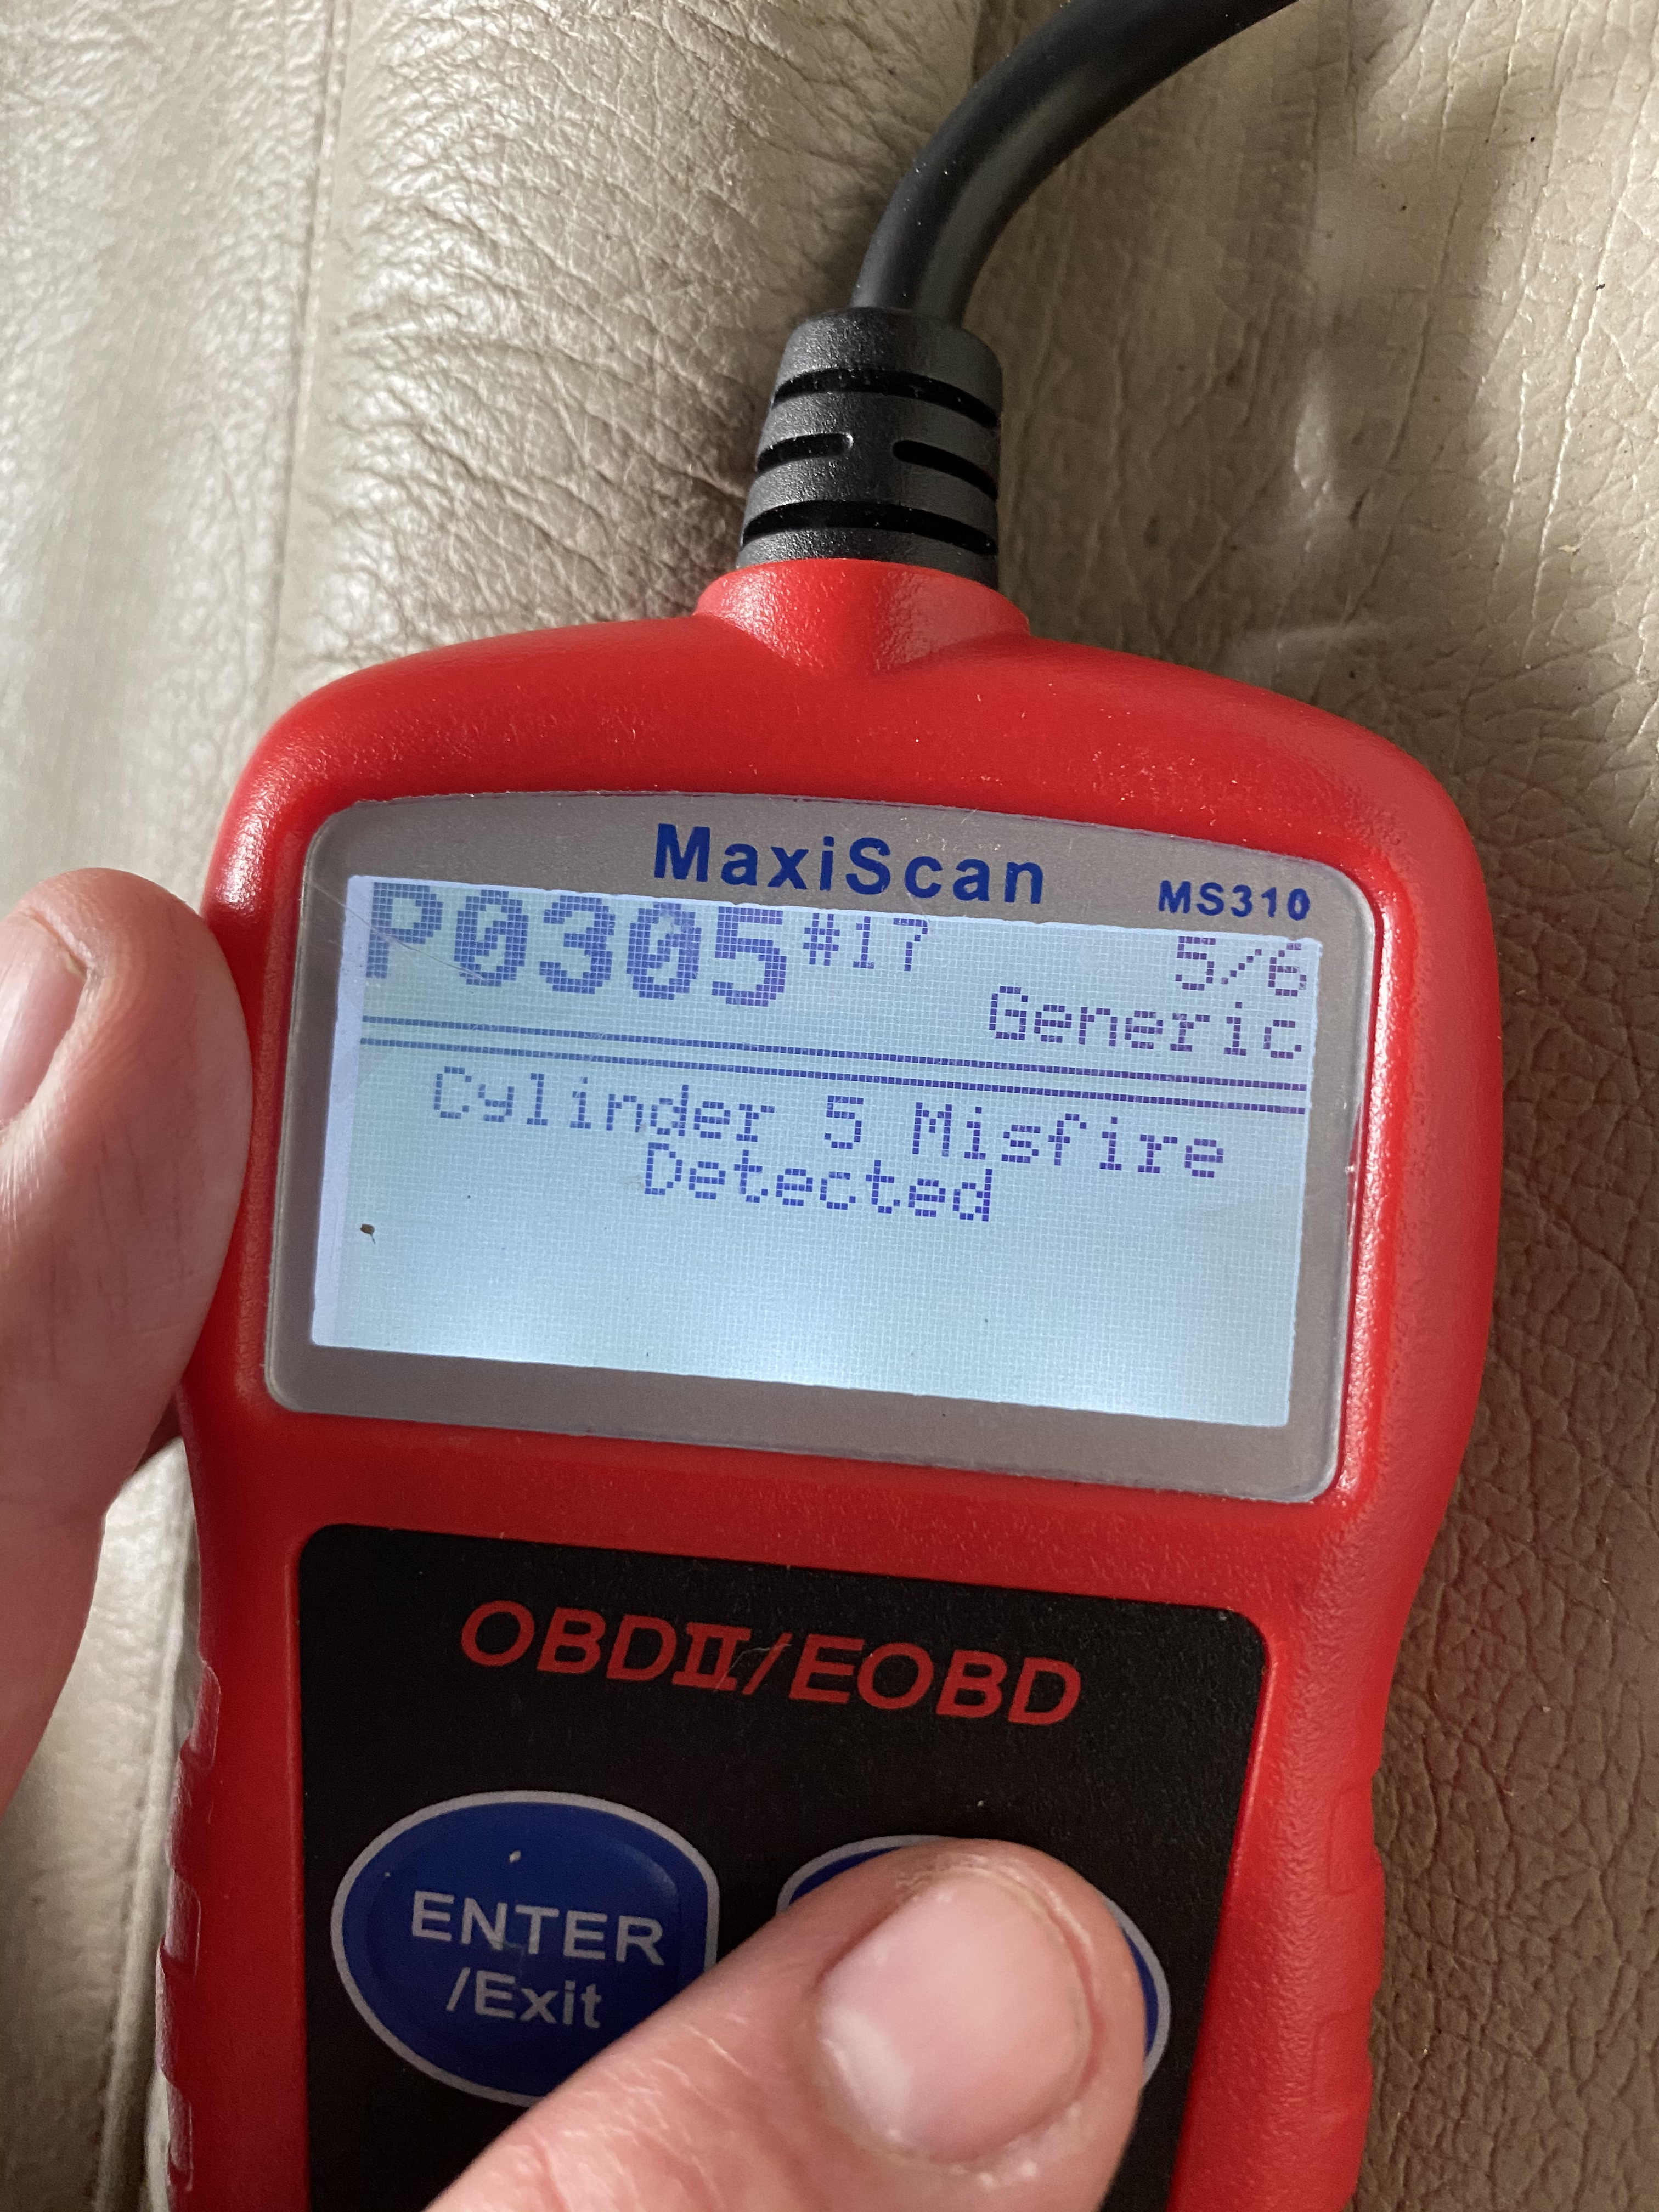 MaxiScan MS310
P0305 #17 5/6
Generic
Cylinder 5 Misfire
Detected
OBDII/EOBD
ENTER
/Exit